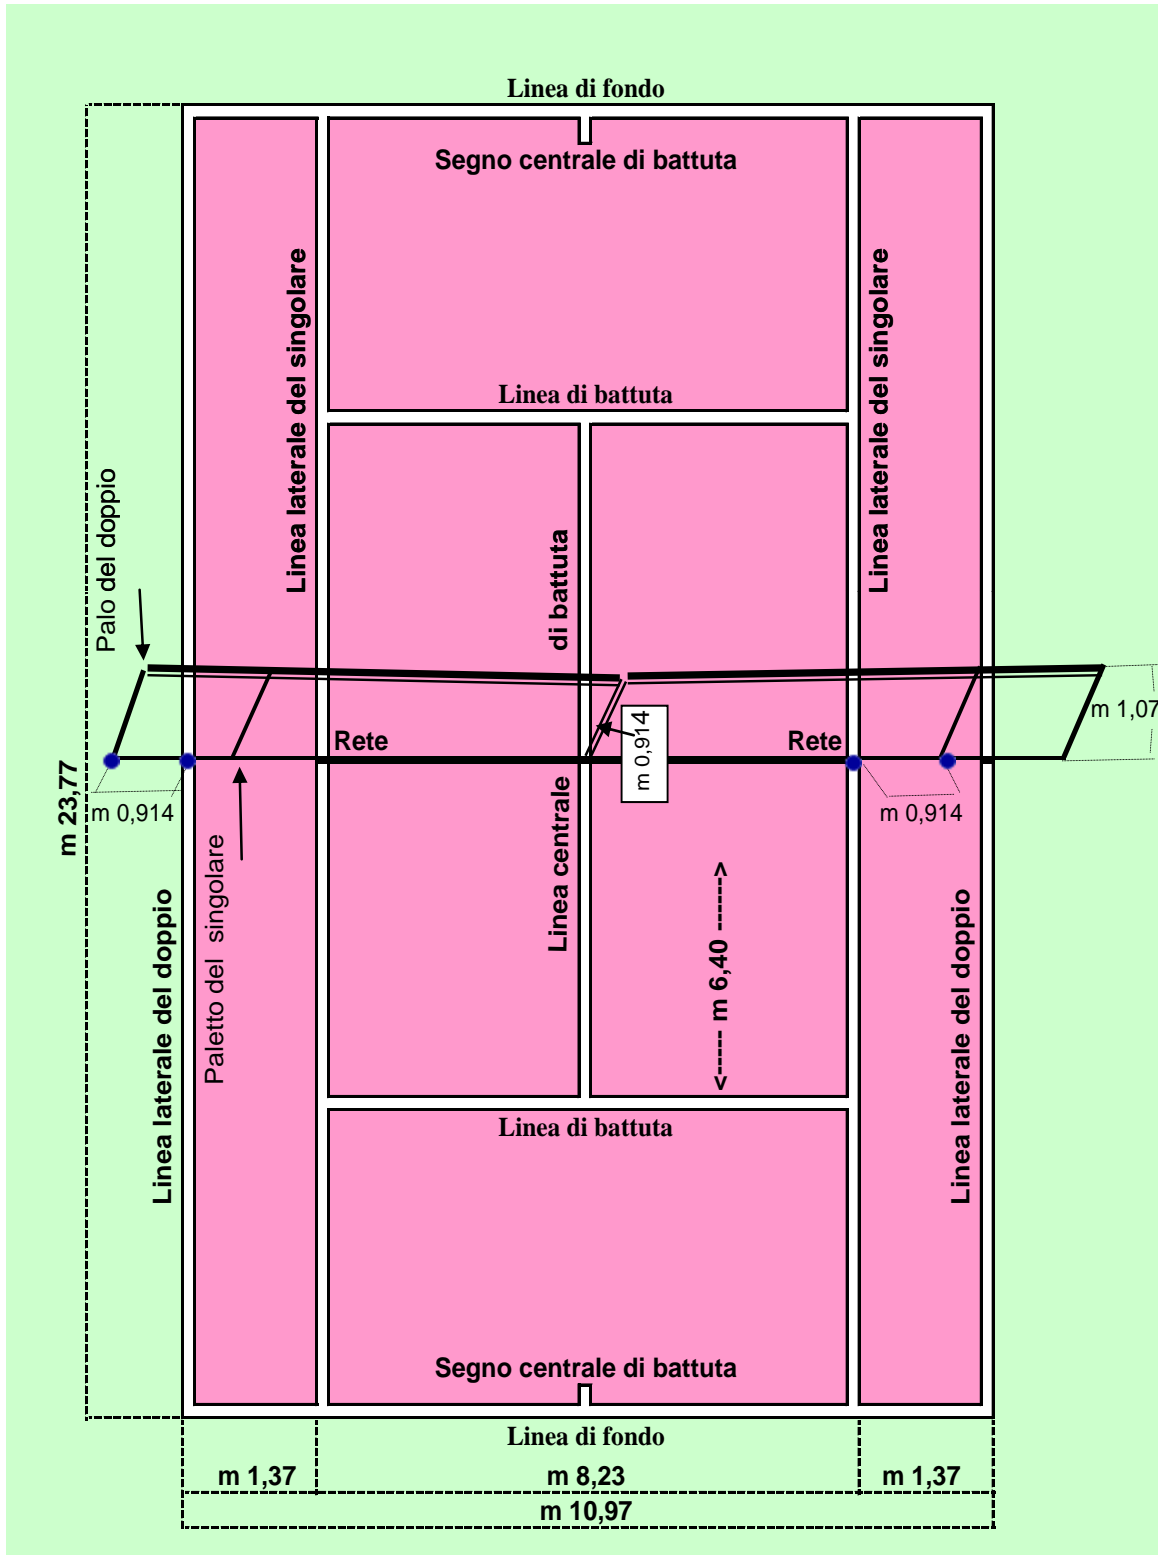 Linea di fondo
Segno centrale di battuta
Linea laterale del singolare
Linea laterale del singolare
Linea di battuta
Palo del doppio
di battuta
m 1,07
Rete
Rete
m 0,914
m 23,77
m 0,914
m 0,914
Linea centrale
Paletto del singolare
m 6,40
Linea laterale del doppio
Linea laterale del doppio
Linea di battuta
Segno centrale di battuta
Linea di fondo
m 1,37
m 8,23
m 1,37
m 10,97